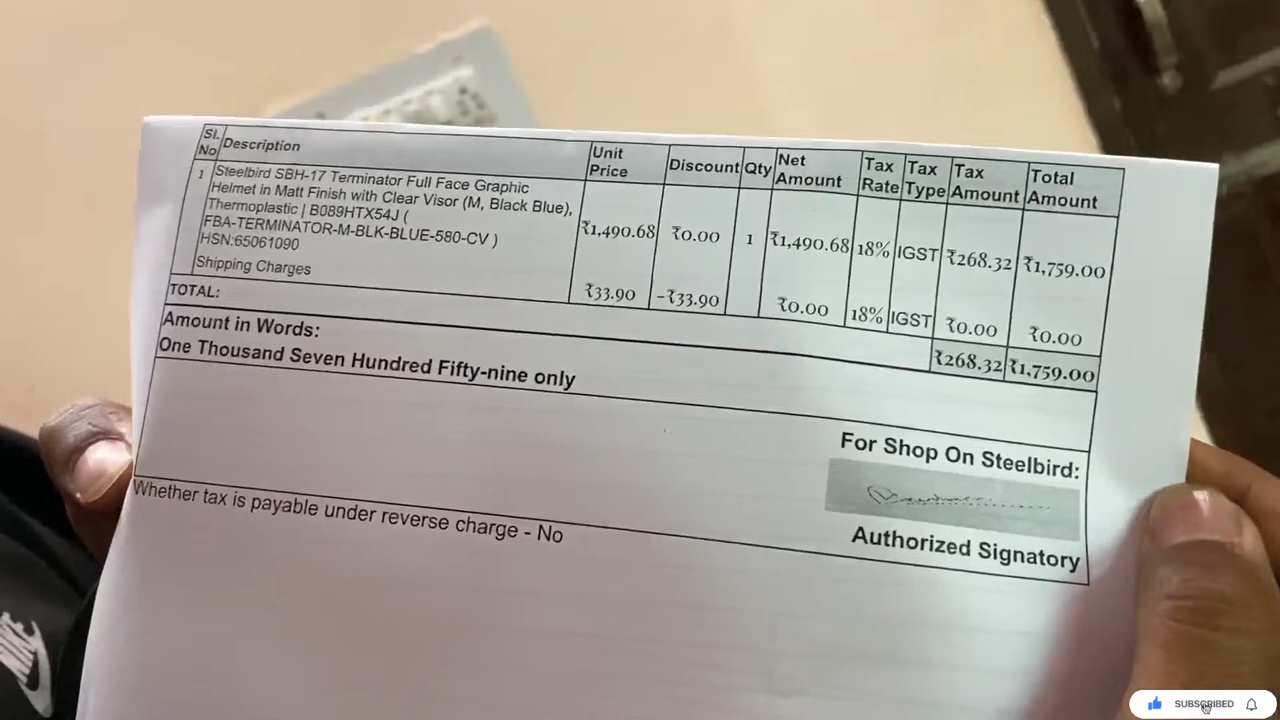 Sl. No Description Unit Price Discount Qty Net Amount Tax Rate Tax Type Tax Amount Total Amount
1 Steelbird SBH-17 Terminator Full Face Graphic
Helmet in Matt Finish with Clear Visor (M, Black Blue),
Thermoplastic | B089HTX54J (
FBA-TERMINATOR-M-BLK-BLUE-580-CV )
HSN:65061090
₹1,490.68 ₹0.00 1 ₹1,490.68 18% IGST ₹268.32 ₹1,759.00
Shipping Charges ₹33.90 -₹33.90 ₹0.00 18% IGST ₹0.00 ₹0.00
TOTAL: ₹268.32 ₹1,759.00
Amount in Words:
One Thousand Seven Hundred Fifty-nine only
For Shop On Steelbird:
Authorized Signatory
Whether tax is payable under reverse charge - No
SUBSCRIBED